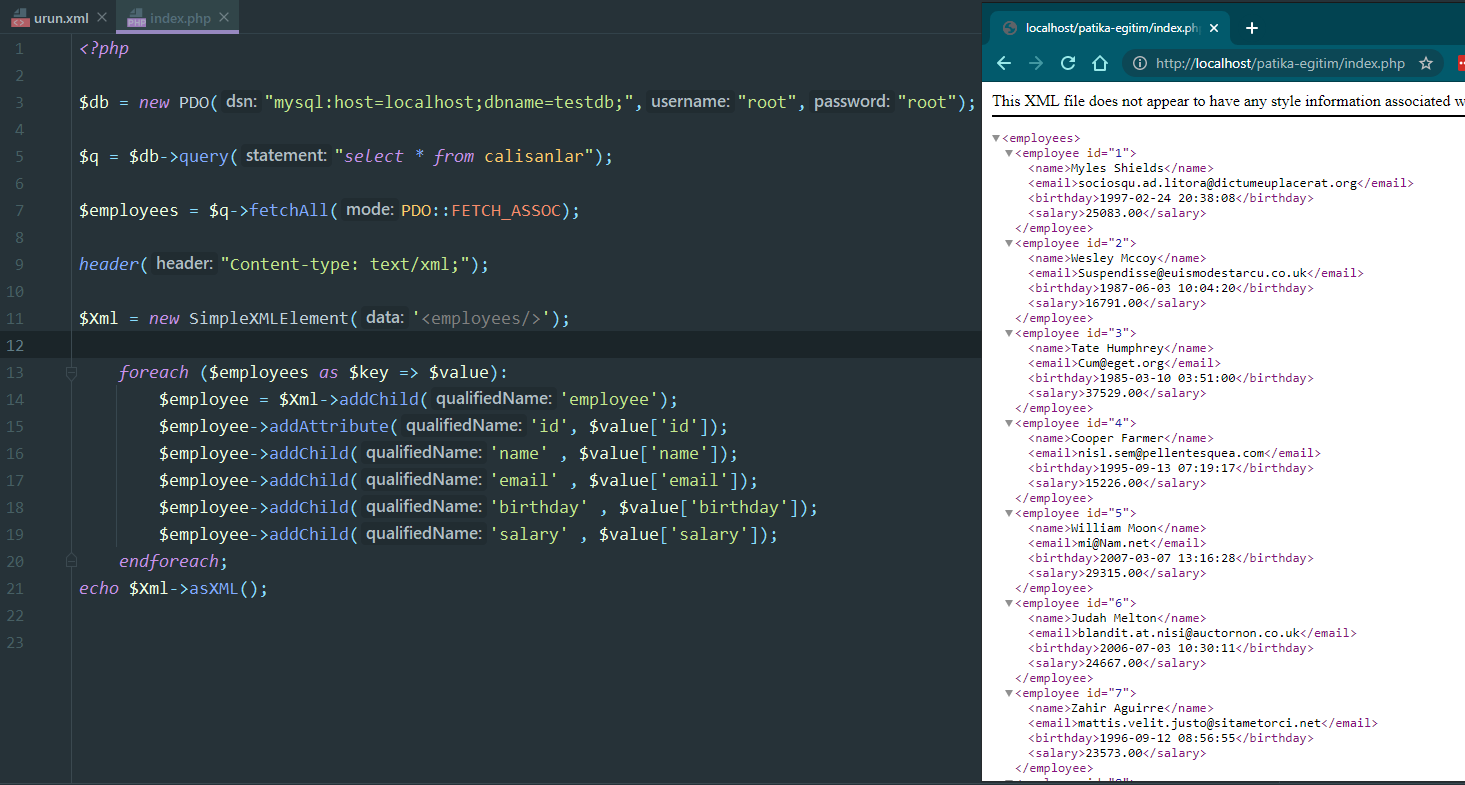 urun.xml
index.php
1 <?php
2
3 $db = new PDO( dsn: "mysql:host=localhost;dbname=testdb;", username: "root", password: "root");
4
5 $q = $db->query( statement: "select * from calisanlar");
6
7 $employees = $q->fetchAll( mode: PDO::FETCH_ASSOC);
8
9 header( header: "Content-type: text/xml;");
10
11 $Xml = new SimpleXMLElement( data: '<employees/>');
12
13 foreach ($employees as $key => $value):
14 $employee = $Xml->addChild( qualifiedName: 'employee');
15 $employee->addAttribute( qualifiedName: 'id', $value['id']);
16 $employee->addChild( qualifiedName: 'name' , $value['name']);
17 $employee->addChild( qualifiedName: 'email' , $value['email']);
18 $employee->addChild( qualifiedName: 'birthday' , $value['birthday']);
19 $employee->addChild( qualifiedName: 'salary' , $value['salary']);
20 endforeach;
21 echo $Xml->asXML();
22
23
localhost/patika-egitim/index.ph
http://localhost/patika-egitim/index.php
This XML file does not appear to have any style information associated w
<employees>
<employee id="1">
<name>Myles Shields</name>
<email>sociosqu.ad.litora@dictumeuplacerat.org</email>
<birthday>1997-02-24 20:38:08</birthday>
<salary>25083.00</salary>
</employee>
<employee id="2">
<name>Wesley Mccoy</name>
<email>Suspendisse@euismodestarcu.co.uk</email>
<birthday>1987-06-03 10:04:20</birthday>
<salary>16791.00</salary>
</employee>
<employee id="3">
<name>Tate Humphrey</name>
<email>Cum@eget.org</email>
<birthday>1985-03-10 03:51:00</birthday>
<salary>37529.00</salary>
</employee>
<employee id="4">
<name>Cooper Farmer</name>
<email>nisl.sem@pellentesquea.com</email>
<birthday>1995-09-13 07:19:17</birthday>
<salary>15226.00</salary>
</employee>
<employee id="5">
<name>William Moon</name>
<email>mi@Nam.net</email>
<birthday>2007-03-07 13:16:28</birthday>
<salary>29315.00</salary>
</employee>
<employee id="6">
<name>Judah Melton</name>
<email>blandit.at.nisi@auctornon.co.uk</email>
<birthday>2006-07-03 10:30:11</birthday>
<salary>24667.00</salary>
</employee>
<employee id="7">
<name>Zahir Aguirre</name>
<email>mattis.velit.justo@sitametorci.net</email>
<birthday>1996-09-12 08:56:55</birthday>
<salary>23573.00</salary>
</employee>